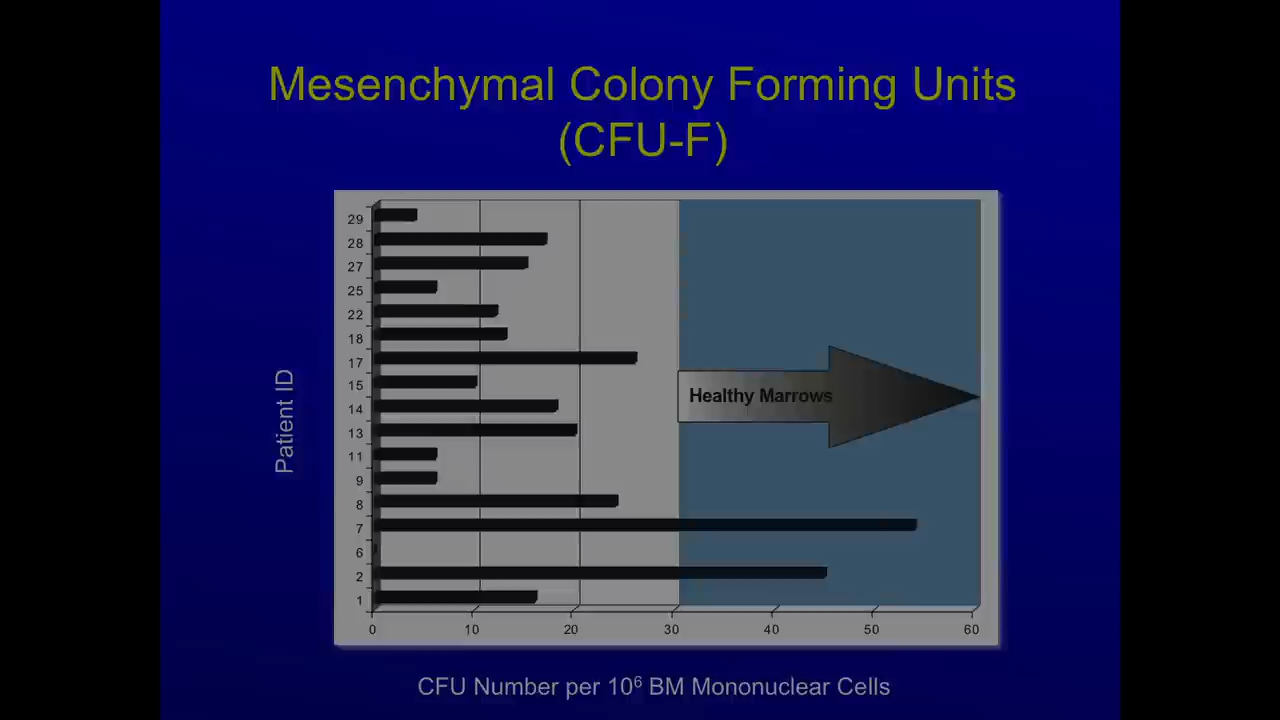 Mesenchymal Colony Forming Units
(CFU-F)
29
28
27
25
22
18
17
15
14
13
11
9
8
7
6
2
1
Healthy Marrows
Patient ID
0 10 20 30 40 50 60
CFU Number per 10⁶ BM Mononuclear Cells